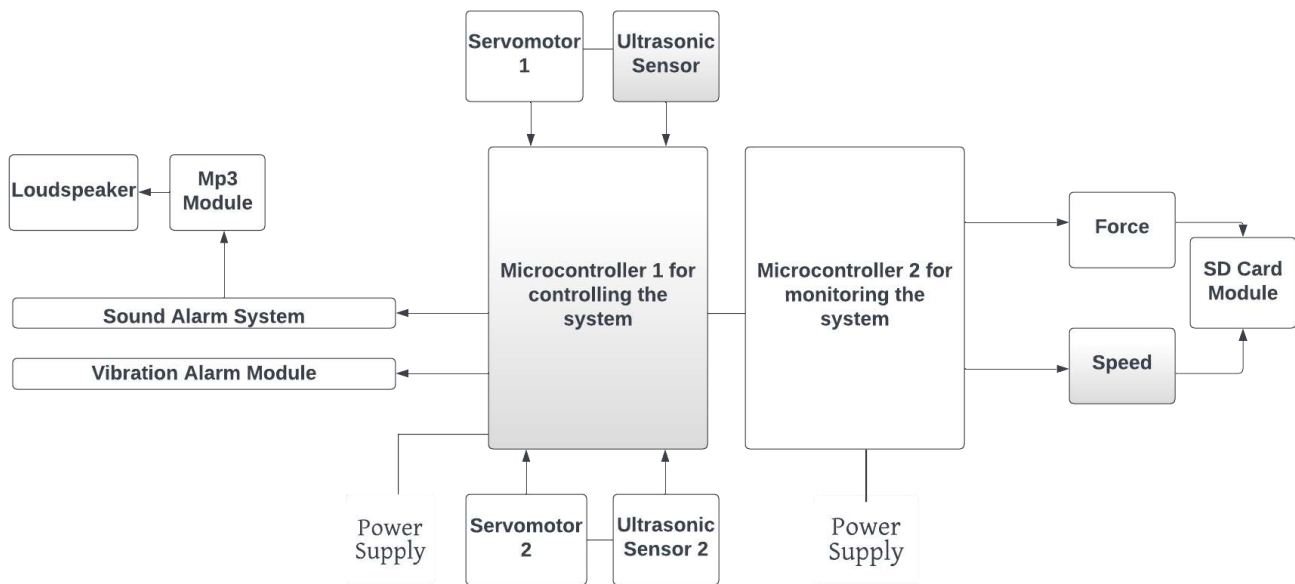 Servomotor
1
Ultrasonic
Sensor
Loudspeaker
Mp3
Module
Sound Alarm System
Vibration Alarm Module
Microcontroller 1 for
controlling the
system
Microcontroller 2 for
monitoring the
system
Force
Speed
SD Card
Module
Power
Supply
Servomotor
2
Ultrasonic
Sensor 2
Power
Supply